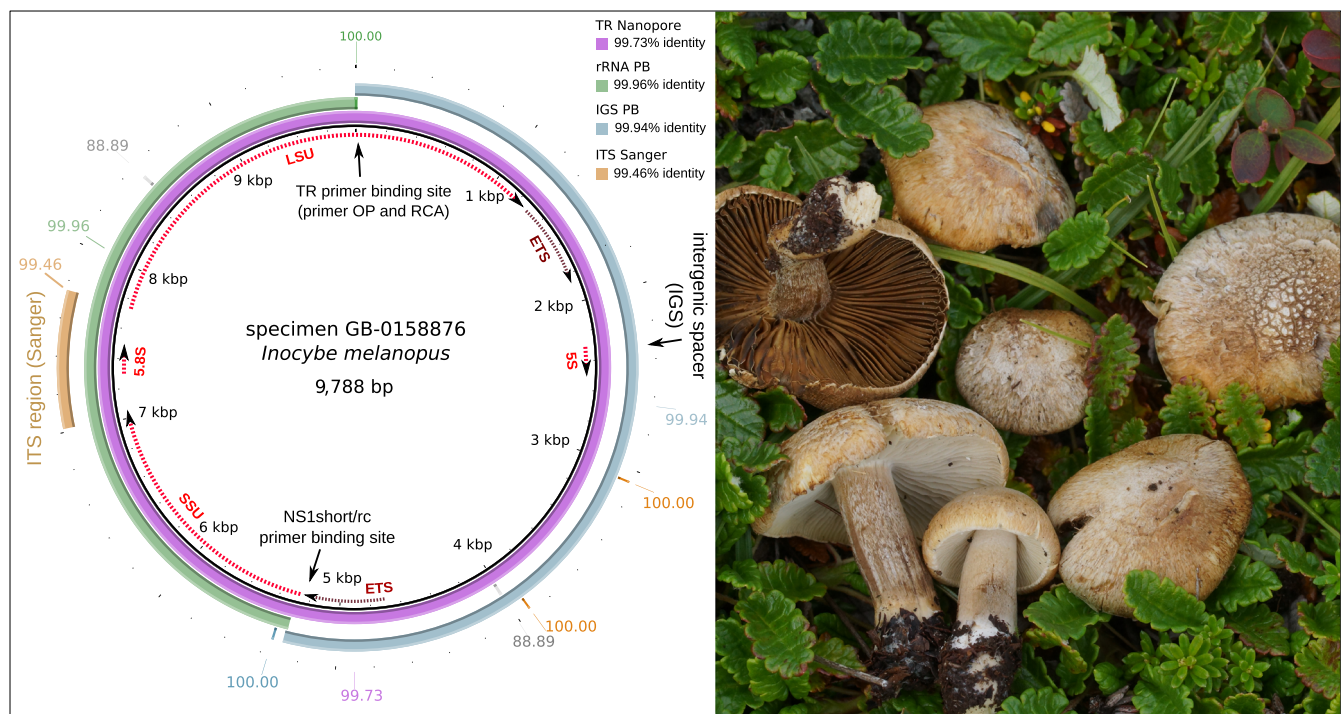 100.00
TR Nanopore
99.73% identity
rRNA PB
99.96% identity
IGS PB
99.94% identity
ITS Sanger
99.46% identity
88.89
99.96
99.46
ITS region (Sanger)
LSU
9 kbp
TR primer binding site
(primer OP and RCA)
1 kbp
ETS
8 kbp
2 kbp
intergenic spacer
(IGS)
specimen GB-0158876
Inocybe melanopus
9,788 bp
5.8S
5S
7 kbp
99.94
3 kbp
SSU
100.00
6 kbp
NS1short/rc
primer binding site
4 kbp
5 kbp
ETS
100.00
88.89
100.00
99.73